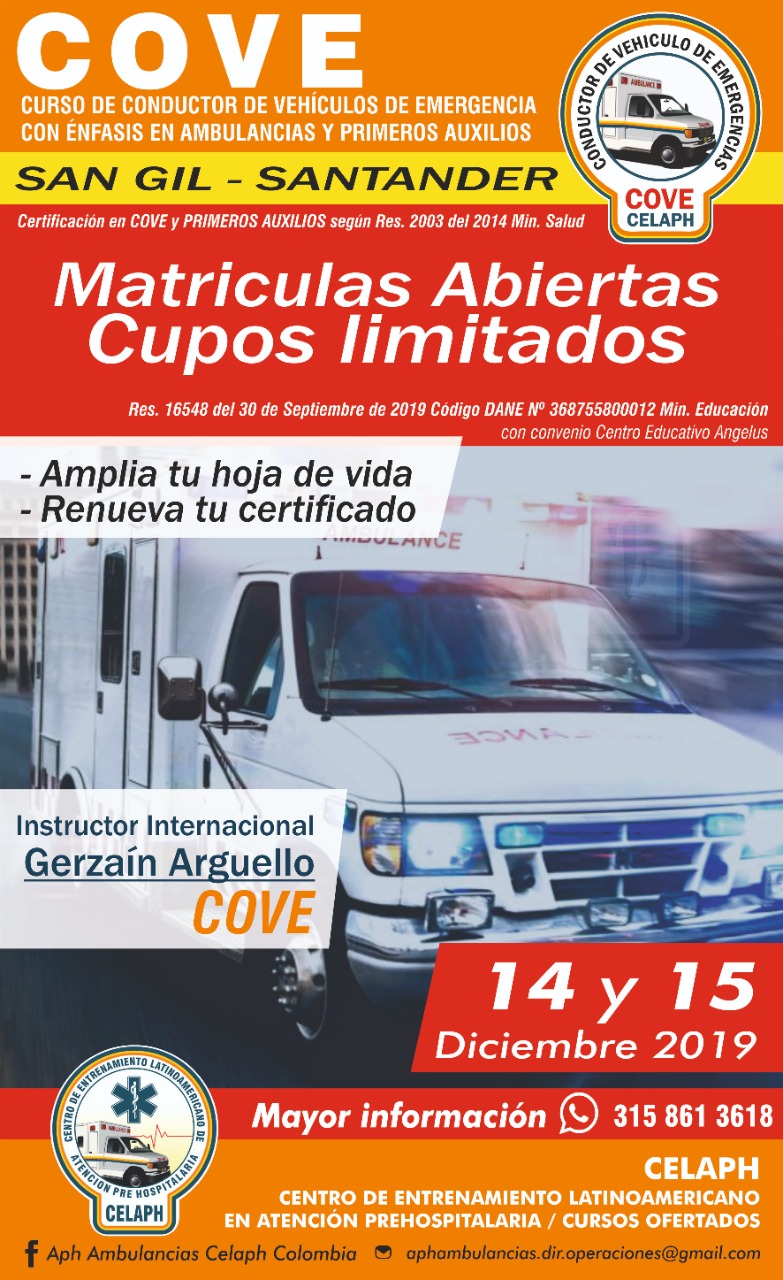 COVE
CURSO DE CONDUCTOR DE VEHÍCULOS DE EMERGENCIA
CON ÉNFASIS EN AMBULANCIAS Y PRIMEROS AUXILIOS
CONDUCTOR DE VEHICULO DE EMERGENCIAS
AMBULANCE
COVE
CELAPH
SAN GIL - SANTANDER
Certificación en COVE y PRIMEROS AUXILIOS según Res. 2003 del 2014 Min. Salud
Matriculas Abiertas
Cupos limitados
Res. 16548 del 30 de Septiembre de 2019 Código DANE Nº 368755800012 Min. Educación
con convenio Centro Educativo Angelus
- Amplia tu hoja de vida
- Renueva tu certificado
AMBULANCE
AMBULANCE
Instructor Internacional
Gerzaín Arguello
COVE
14 y 15
Diciembre 2019
CENTRO DE ENTRENAMIENTO LATINOAMERICANO DE
ATENCION PRE HOSPITALARIA
CELAPH
Mayor información 315 861 3618
CELAPH
CENTRO DE ENTRENAMIENTO LATINOAMERICANO
EN ATENCIÓN PREHOSPITALARIA / CURSOS OFERTADOS
f Aph Ambulancias Celaph Colombia aphambulancias.dir.operaciones@gmail.com